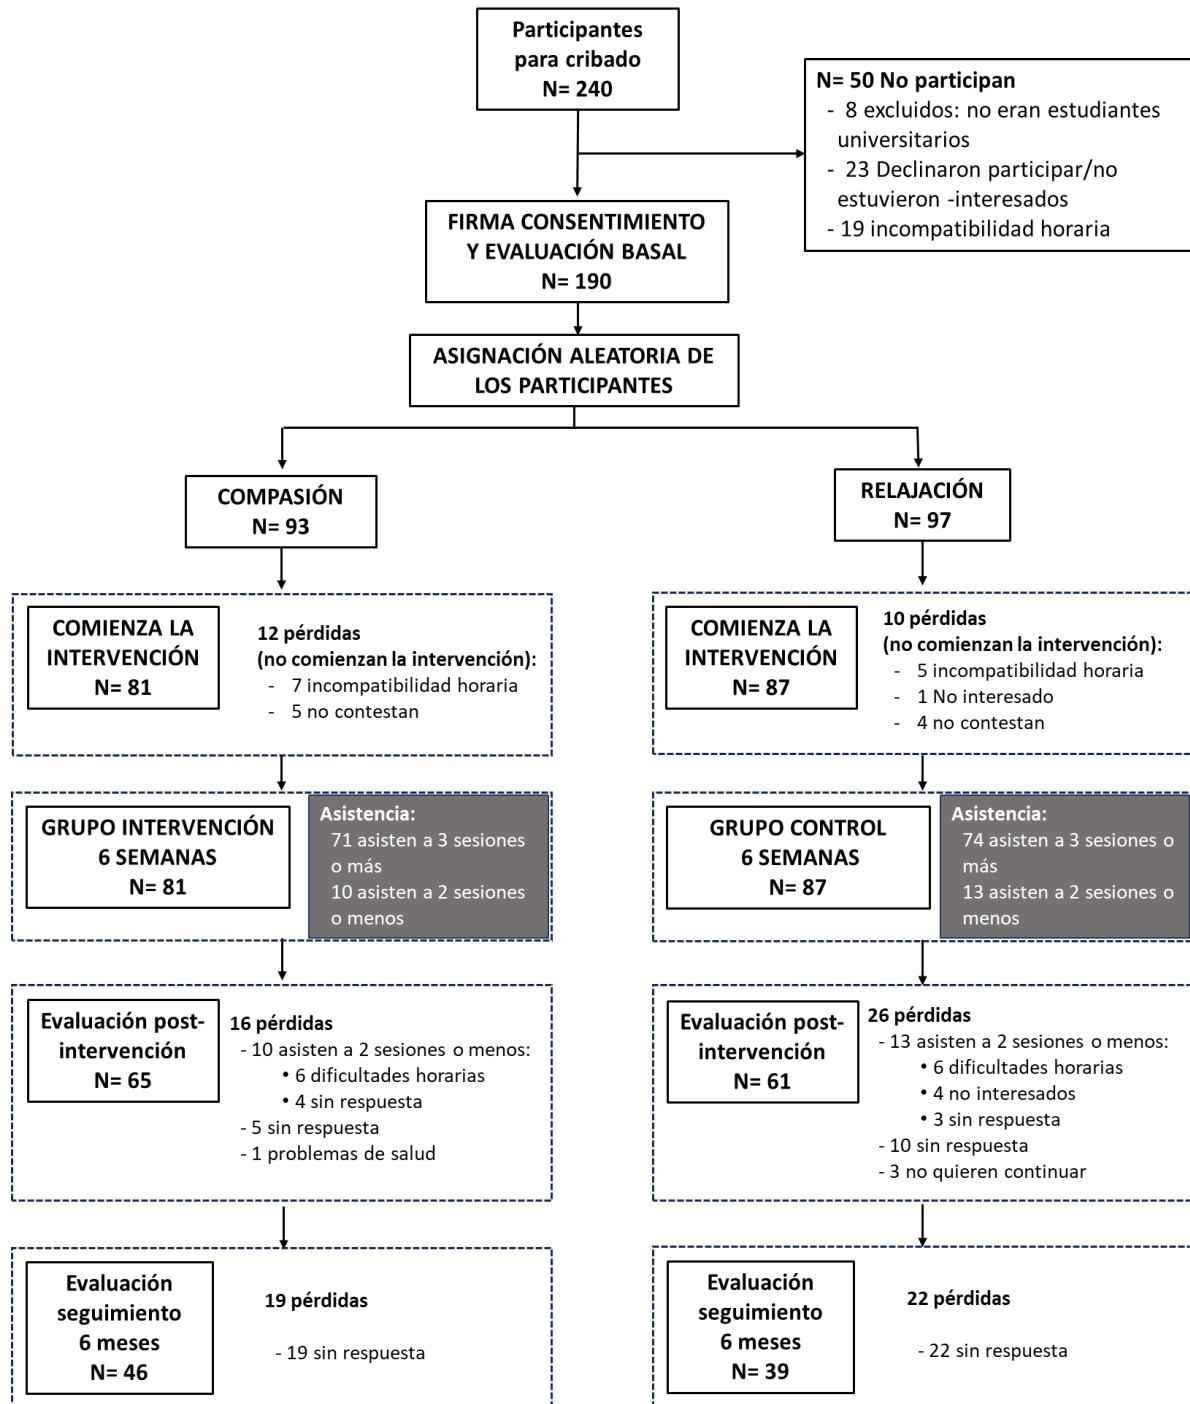 Participantes
para cribado
N= 240
N= 50 No participan
- 8 excluidos: no eran estudiantes
universitarios
- 23 Declinaron participar/no
estuvieron -interesados
- 19 incompatibilidad horaria
FIRMA CONSENTIMIENTO
Y EVALUACIÓN BASAL
N= 190
ASIGNACIÓN ALEATORIA DE
LOS PARTICIPANTES
COMPASIÓN
N= 93
RELAJACIÓN
N= 97
COMIENZA LA
INTERVENCIÓN
N= 81
12 pérdidas
(no comienzan la intervención):
- 7 incompatibilidad horaria
- 5 no contestan
COMIENZA LA
INTERVENCIÓN
N= 87
10 pérdidas
(no comienzan la intervención):
- 5 incompatibilidad horaria
- 1 No interesado
- 4 no contestan
GRUPO INTERVENCIÓN
6 SEMANAS
N= 81
Asistencia:
71 asisten a 3 sesiones
o más
10 asisten a 2 sesiones
o menos
GRUPO CONTROL
6 SEMANAS
N= 87
Asistencia:
74 asisten a 3 sesiones o
más
13 asisten a 2 sesiones o
menos
Evaluación post-
intervención
N= 65
16 pérdidas
- 10 asisten a 2 sesiones o menos:
• 6 dificultades horarias
• 4 sin respuesta
- 5 sin respuesta
- 1 problemas de salud
Evaluación post-
intervención
N= 61
26 pérdidas
- 13 asisten a 2 sesiones o menos:
• 6 dificultades horarias
• 4 no interesados
• 3 sin respuesta
- 10 sin respuesta
- 3 no quieren continuar
Evaluación
seguimiento
6 meses
N= 46
19 pérdidas
- 19 sin respuesta
Evaluación
seguimiento
6 meses
N= 39
22 pérdidas
- 22 sin respuesta